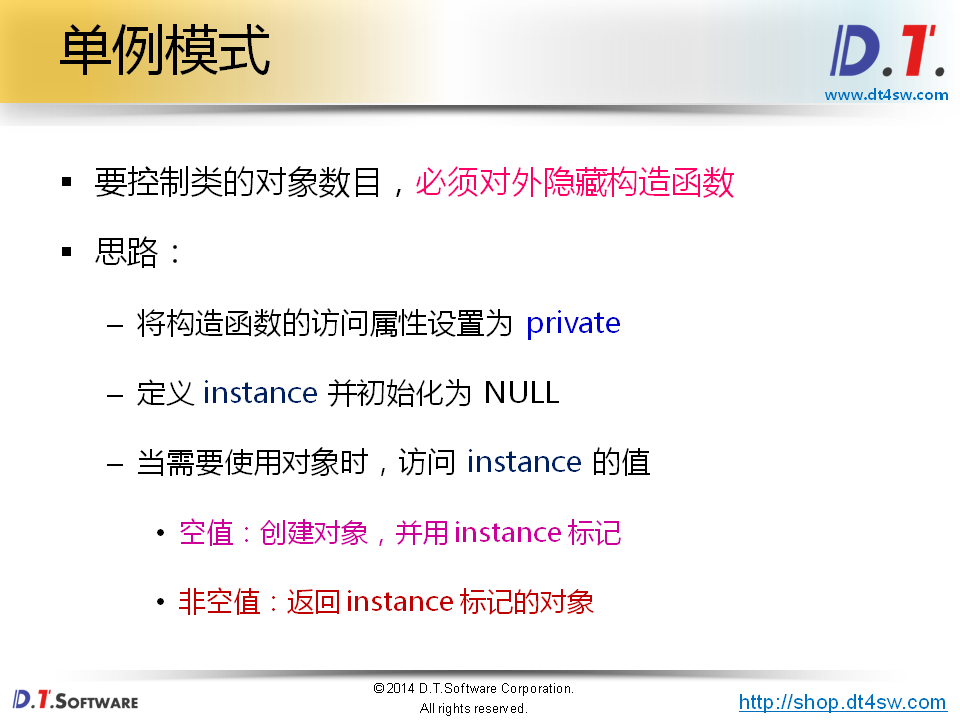 单例模式
D.T.
www.dt4sw.com
▪ 要控制类的对象数目，必须对外隐藏构造函数
▪ 思路：
– 将构造函数的访问属性设置为 private
– 定义 instance 并初始化为 NULL
– 当需要使用对象时，访问 instance 的值
• 空值：创建对象，并用 instance 标记
• 非空值：返回 instance 标记的对象
D.T.SOFTWARE
©2014 D.T.Software Corporation.
All rights reserved.
http://shop.dt4sw.com